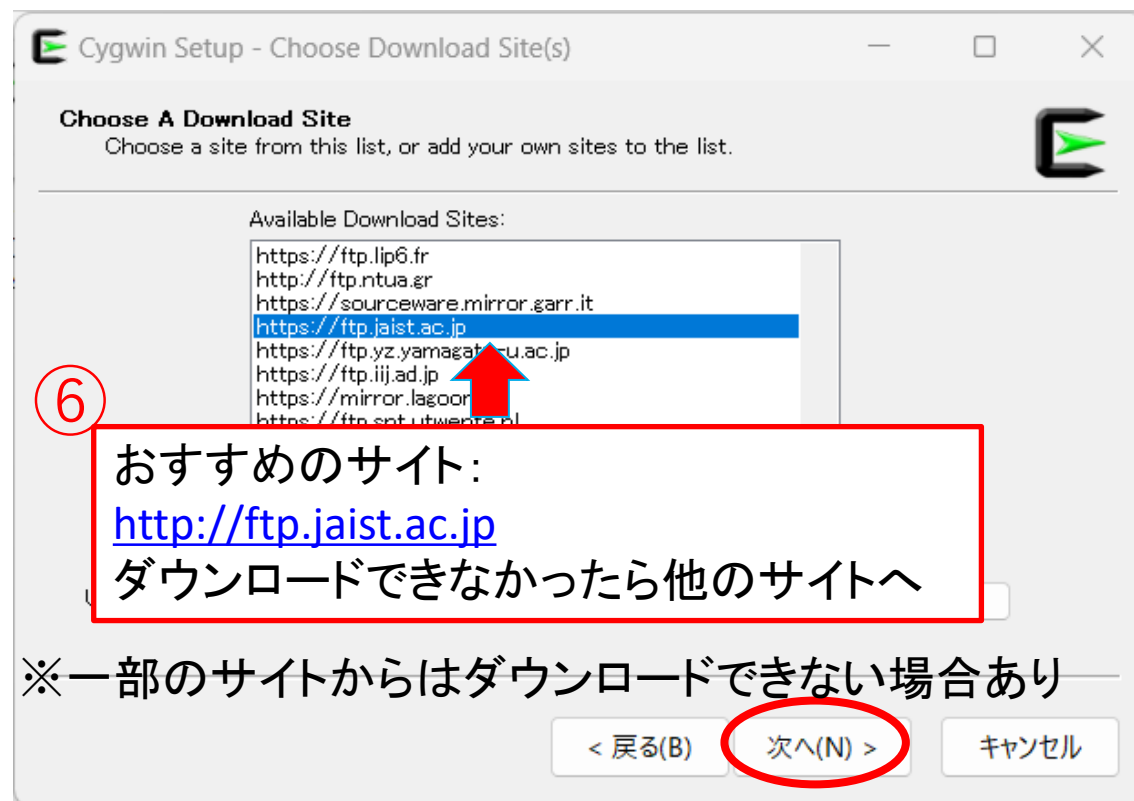 Cygwin Setup - Choose Download Site(s)
Choose A Download Site
Choose a site from this list, or add your own sites to the list.
Available Download Sites:
https://ftp.lip6.fr
http://ftp.ntua.gr
https://sourceware.mirror.garr.it
https://ftp.jaist.ac.jp
https://ftp.yz.yamagata-u.ac.jp
https://ftp.iij.ad.jp
https://mirror.lagoon
https://ftp.snt.utwente.nl
⑥
おすすめのサイト:
http://ftp.jaist.ac.jp
ダウンロードできなかったら他のサイトへ
※一部のサイトからはダウンロードできない場合あり
< 戻る(B)
次へ(N) >
キャンセル